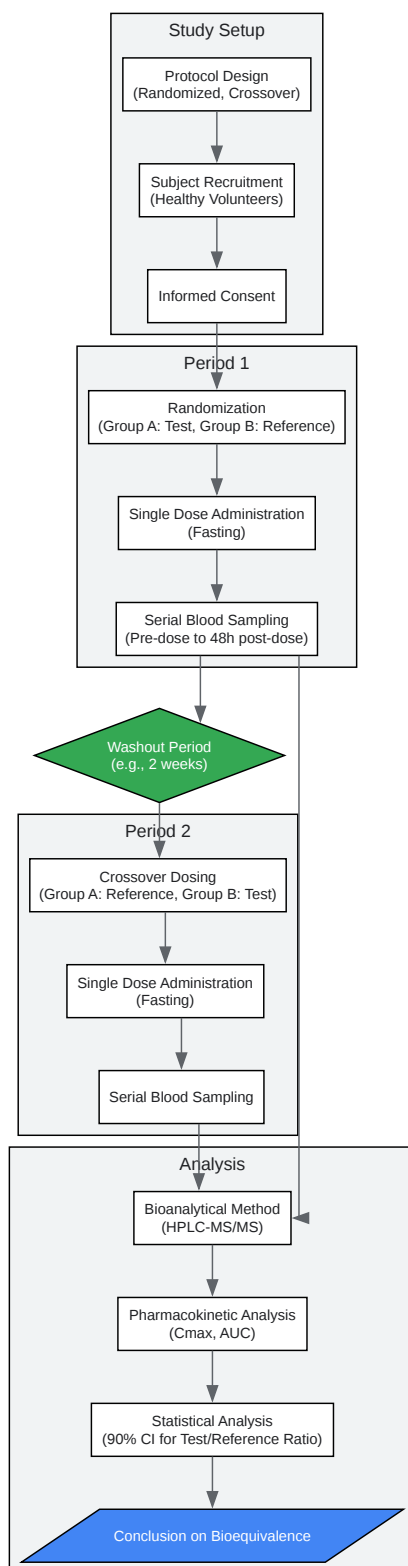 Study Setup
Protocol Design
(Randomized, Crossover)
Subject Recruitment
(Healthy Volunteers)
Informed Consent
Period 1
Randomization
(Group A: Test, Group B: Reference)
Single Dose Administration
(Fasting)
Serial Blood Sampling
(Pre-dose to 48h post-dose)
Washout Period
(e.g., 2 weeks)
Period 2
Crossover Dosing
(Group A: Reference, Group B: Test)
Single Dose Administration
(Fasting)
Serial Blood Sampling
Analysis
Bioanalytical Method
(HPLC-MS/MS)
Pharmacokinetic Analysis
(Cmax, AUC)
Statistical Analysis
(90% CI for Test/Reference Ratio)
Conclusion on Bioequivalence